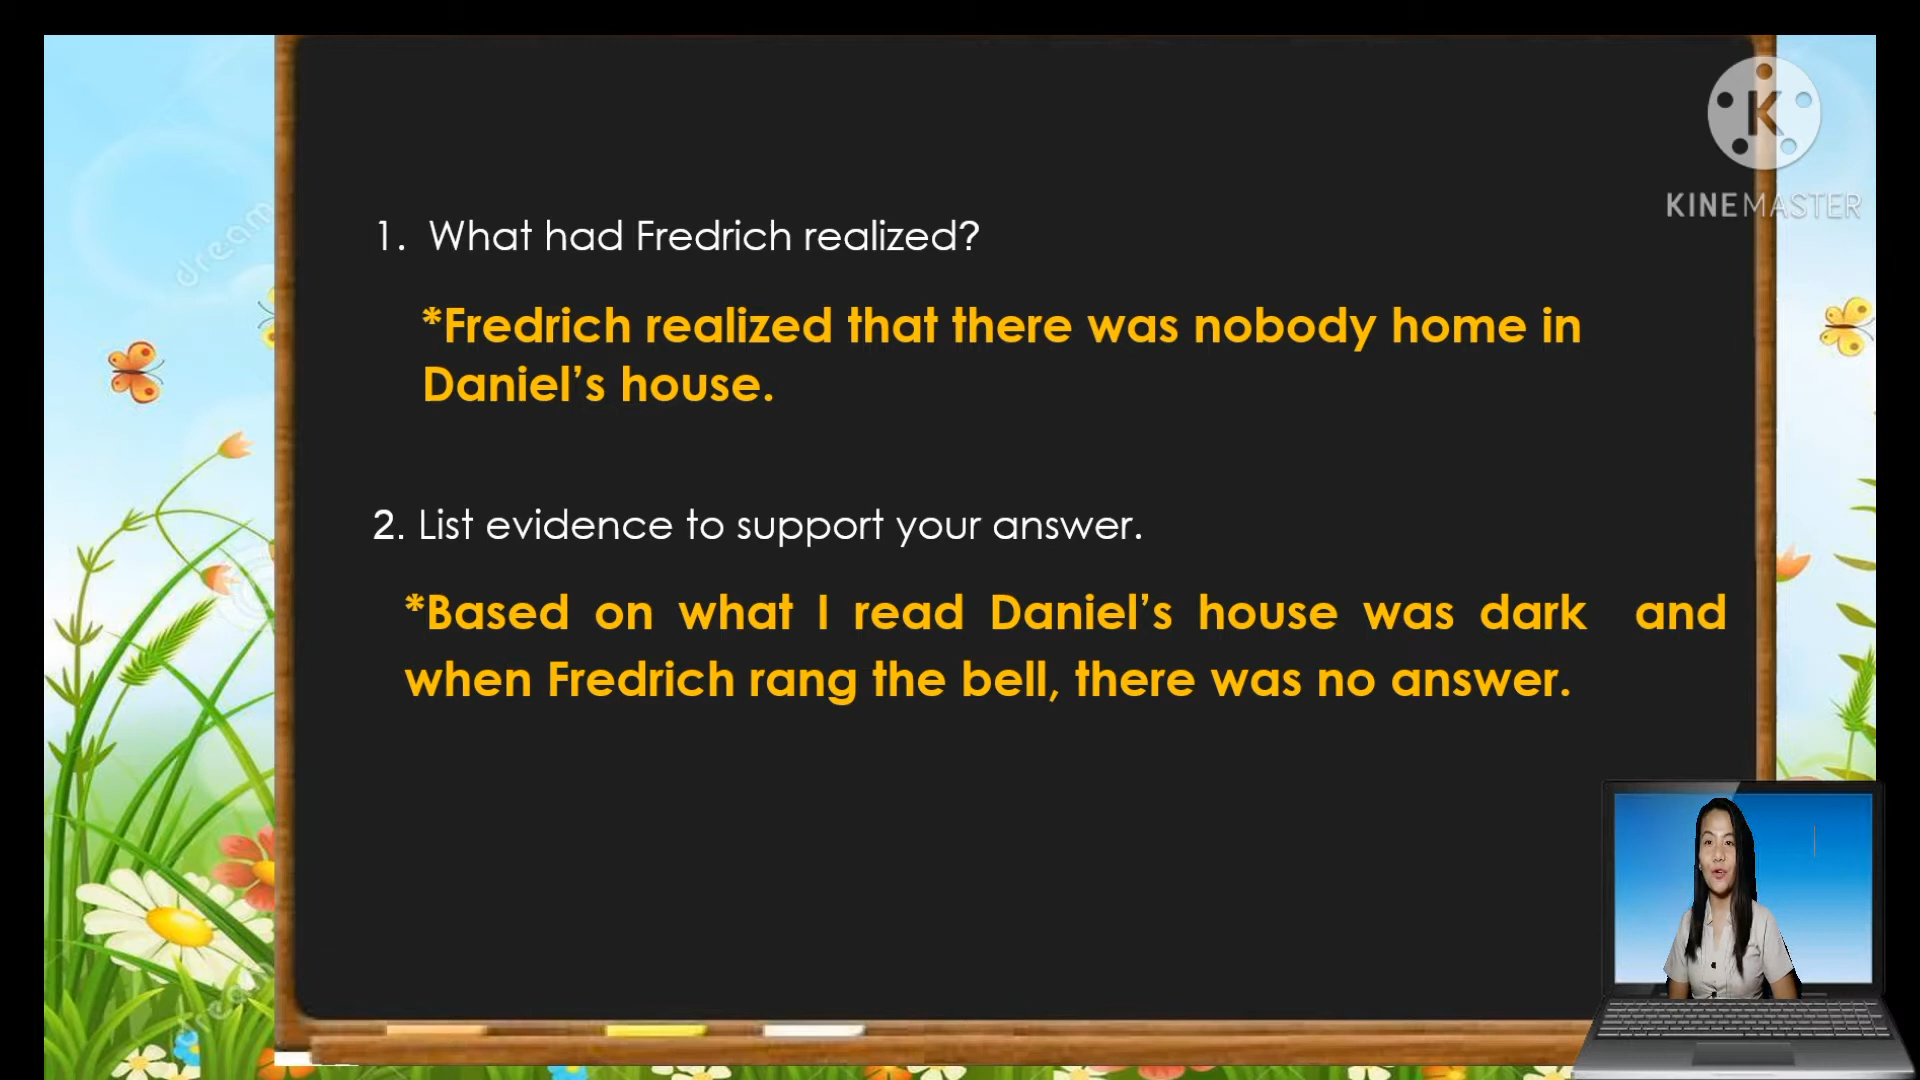 KINEMASTER
1. What had Fredrich realized?
*Fredrich realized that there was nobody home in
Daniel’s house.
2. List evidence to support your answer.
*Based on what I read Daniel’s house was dark and
when Fredrich rang the bell, there was no answer.
dream
dream